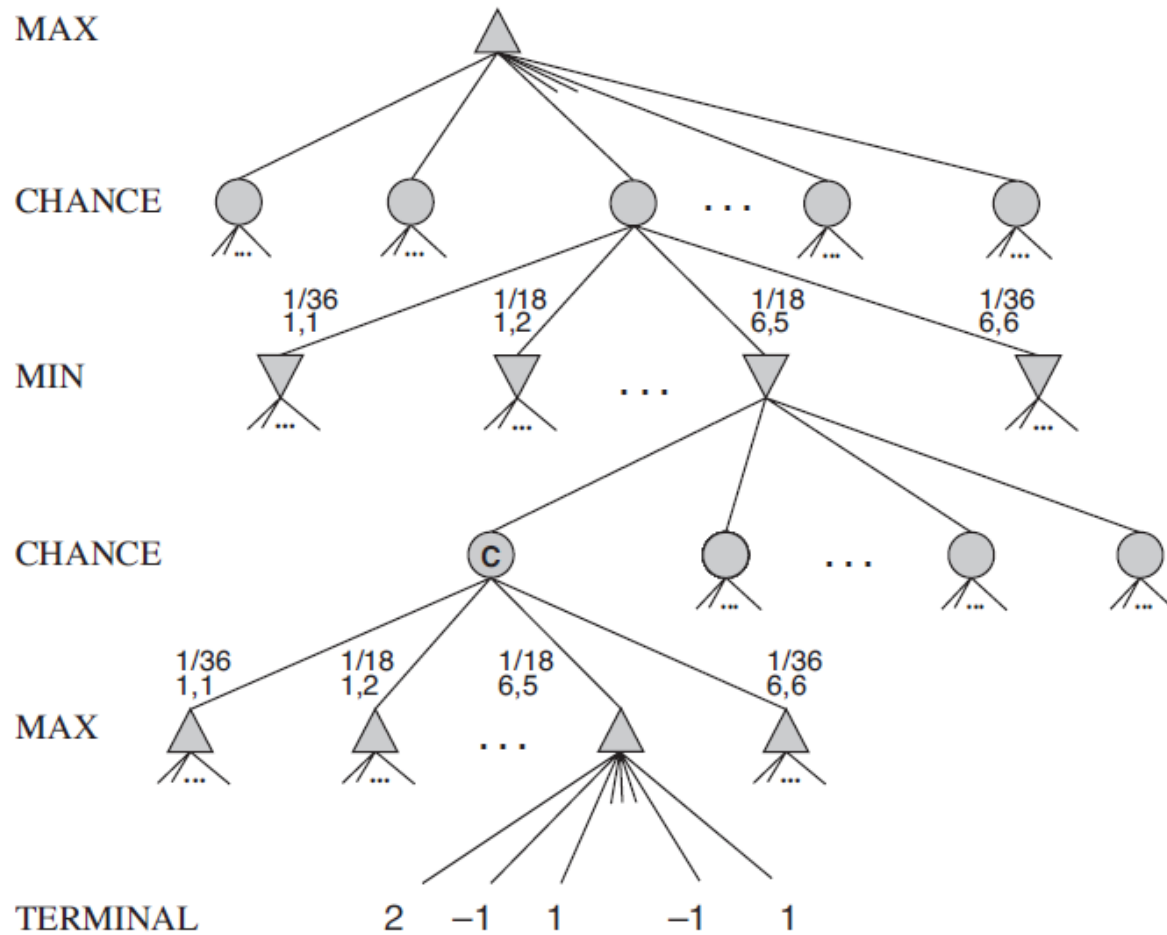 MAX
CHANCE
...
...
. . .
...
...
1/36
1,1
1/18
1,2
1/18
6,5
1/36
6,6
MIN
...
...
. . .
...
CHANCE
C
...
. . .
...
...
1/36
1,1
1/18
1,2
1/18
6,5
1/36
6,6
MAX
...
...
. . .
...
TERMINAL 2 –1 1 –1 1